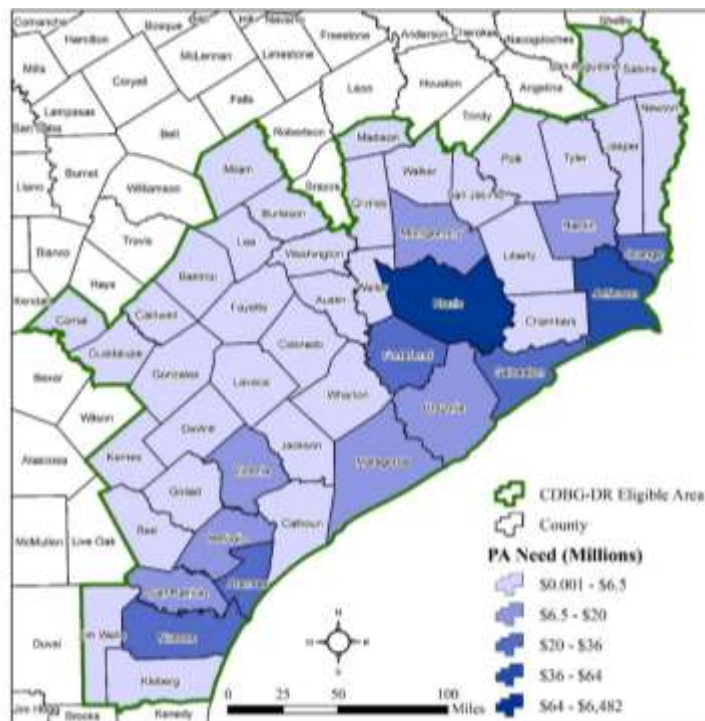 Comanche
Hamilton
Bosque
Navarro
Freestone
Anderson
Cherokee
Nacogdoches
Shelby
San Augustine
Sabine
Mills
Coryell
McLennan
Limestone
Leon
Houston
Angelina
Trinity
Newton
Lampasas
Falls
Robertson
Madison
Walker
Polk
Tyler
Jasper
San Saba
Bell
Burnet
Milam
Brazos
Grimes
San Jacinto
Llano
Williamson
Burleson
Montgomery
Hardin
Travis
Lee
Washington
Liberty
Orange
Blanco
Hays
Bastrop
Austin
Waller
Harris
Jefferson
Kendall
Comal
Caldwell
Fayette
Chambers
Guadalupe
Colorado
Fort Bend
Galveston
Bexar
Gonzales
Lavaca
Wharton
Brazoria
Wilson
Dewitt
Jackson
Matagorda
Atascosa
Karnes
Victoria
Goliad
Calhoun
McMullen
Live Oak
Bee
Refugio
San Patricio
Aransas
Duval
Jim Wells
Nueces
Kleberg
Jim Hogg
Brooks
Kenedy
CDBG-DR Eligible Area
County
PA Need (Millions)
$0.001 - $6.5
$6.5 - $20
$20 - $36
$36 - $64
$64 - $6,482
N
0 25 50 100
Miles